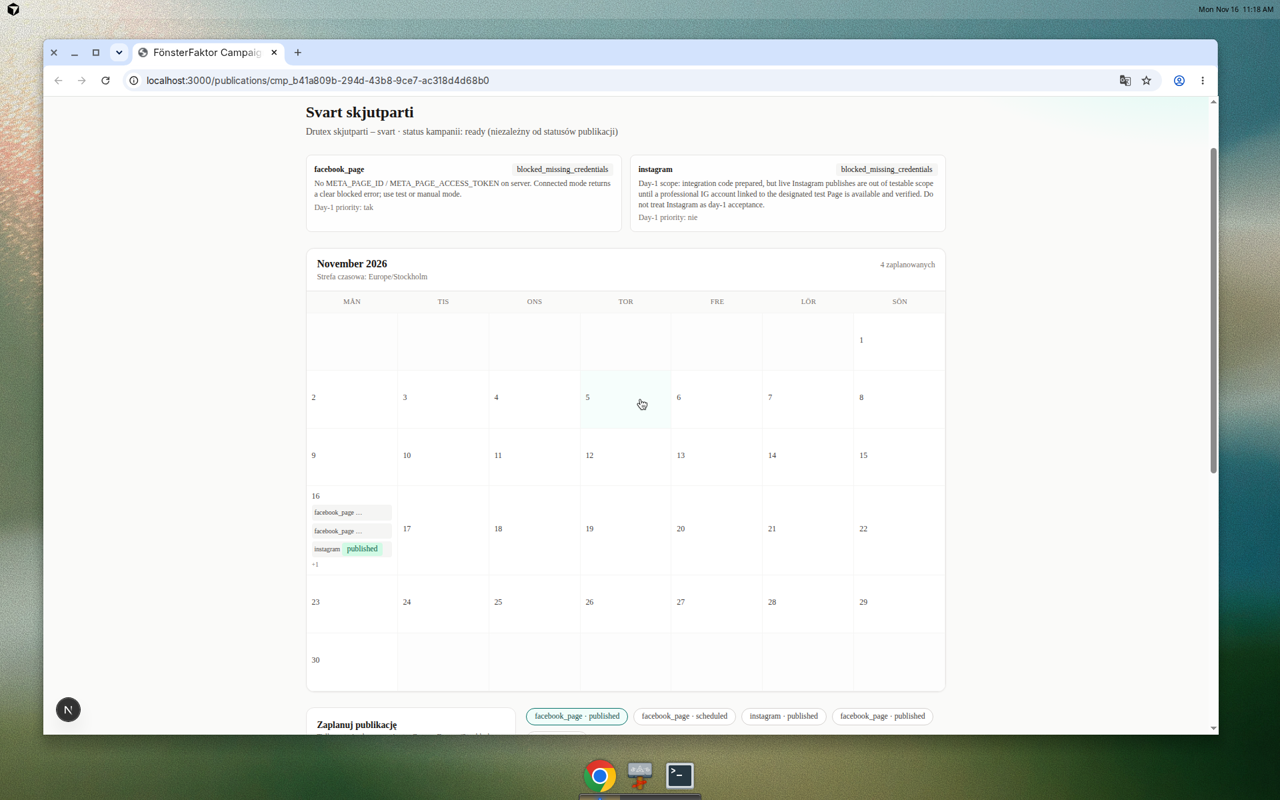 Mon Nov 16 11:18 AM
FönsterFaktor Campaig
localhost:3000/publications/cmp_b41a809b-294d-43b8-9ce7-ac318d4d68b0
Svart skjutparti
Drutex skjutparti – svart · status kampanii: ready (niezależny od statusów publikacji)
facebook_page
blocked_missing_credentials
No META_PAGE_ID / META_PAGE_ACCESS_TOKEN on server. Connected mode returns
a clear blocked error; use test or manual mode.
Day-1 priority: tak
instagram
blocked_missing_credentials
Day-1 scope: integration code prepared, but live Instagram publishes are out of testable scope
until a professional IG account linked to the designated test Page is available and verified. Do
not treat Instagram as day-1 acceptance.
Day-1 priority: nie
November 2026
Strefa czasowa: Europe/Stockholm
4 zaplanowanych
MÅN TIS ONS TOR FRE LÖR SÖN
1
2 3 4 5 6 7 8
9 10 11 12 13 14 15
16
facebook_page …
facebook_page …
instagram published
+1
17 18 19 20 21 22
23 24 25 26 27 28 29
30
N
Zaplanuj publikację
facebook_page · published
facebook_page · scheduled
instagram · published
facebook_page · published